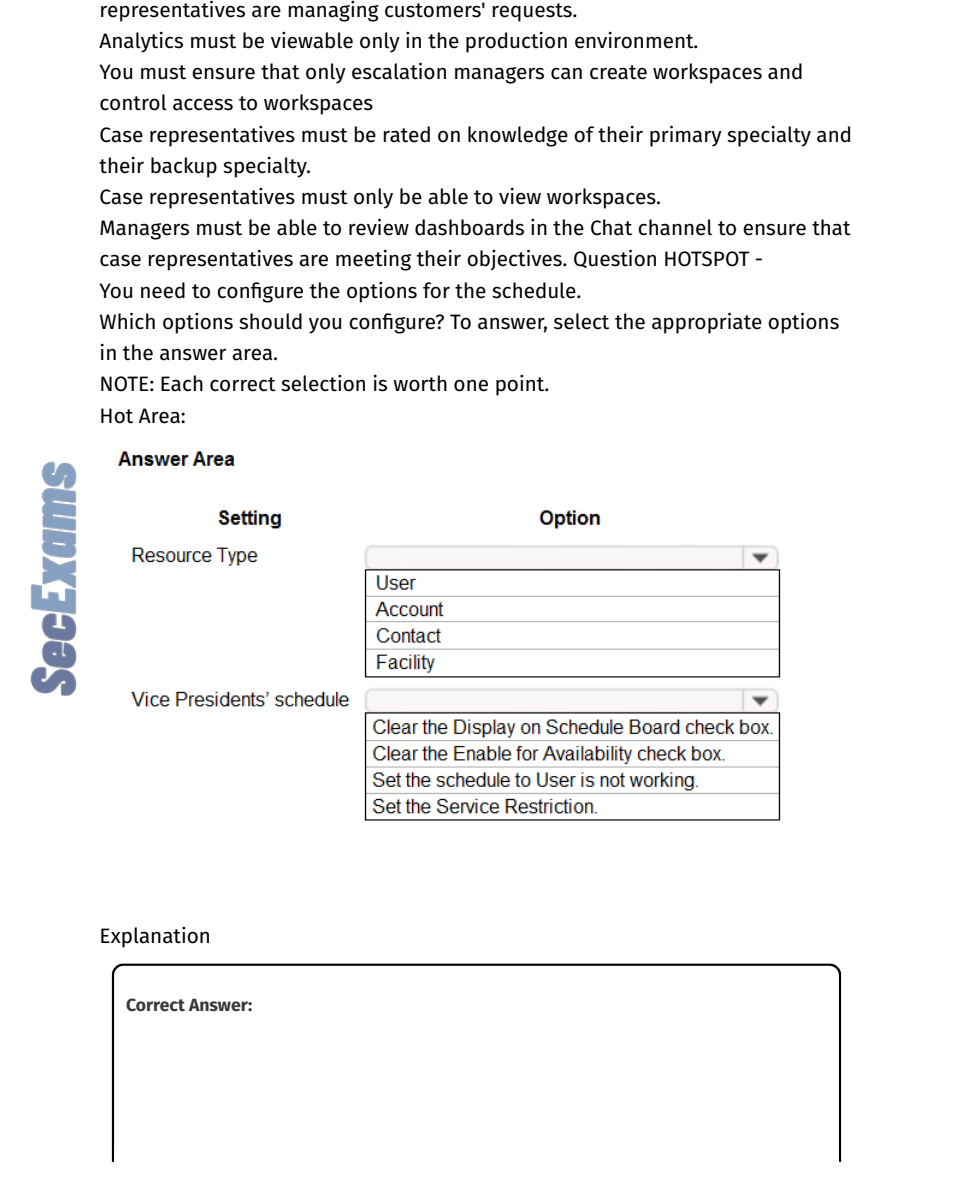 representatives are managing customers' requests.
Analytics must be viewable only in the production environment.
You must ensure that only escalation managers can create workspaces and
control access to workspaces
Case representatives must be rated on knowledge of their primary specialty and
their backup specialty.
Case representatives must only be able to view workspaces.
Managers must be able to review dashboards in the Chat channel to ensure that
case representatives are meeting their objectives. Question HOTSPOT -
You need to configure the options for the schedule.
Which options should you configure? To answer, select the appropriate options
in the answer area.
NOTE: Each correct selection is worth one point.
Hot Area:
SecExams
Answer Area
Setting Option
Resource Type
User
Account
Contact
Facility
Vice Presidents' schedule
Clear the Display on Schedule Board check box.
Clear the Enable for Availability check box.
Set the schedule to User is not working.
Set the Service Restriction.
Explanation
Correct Answer: